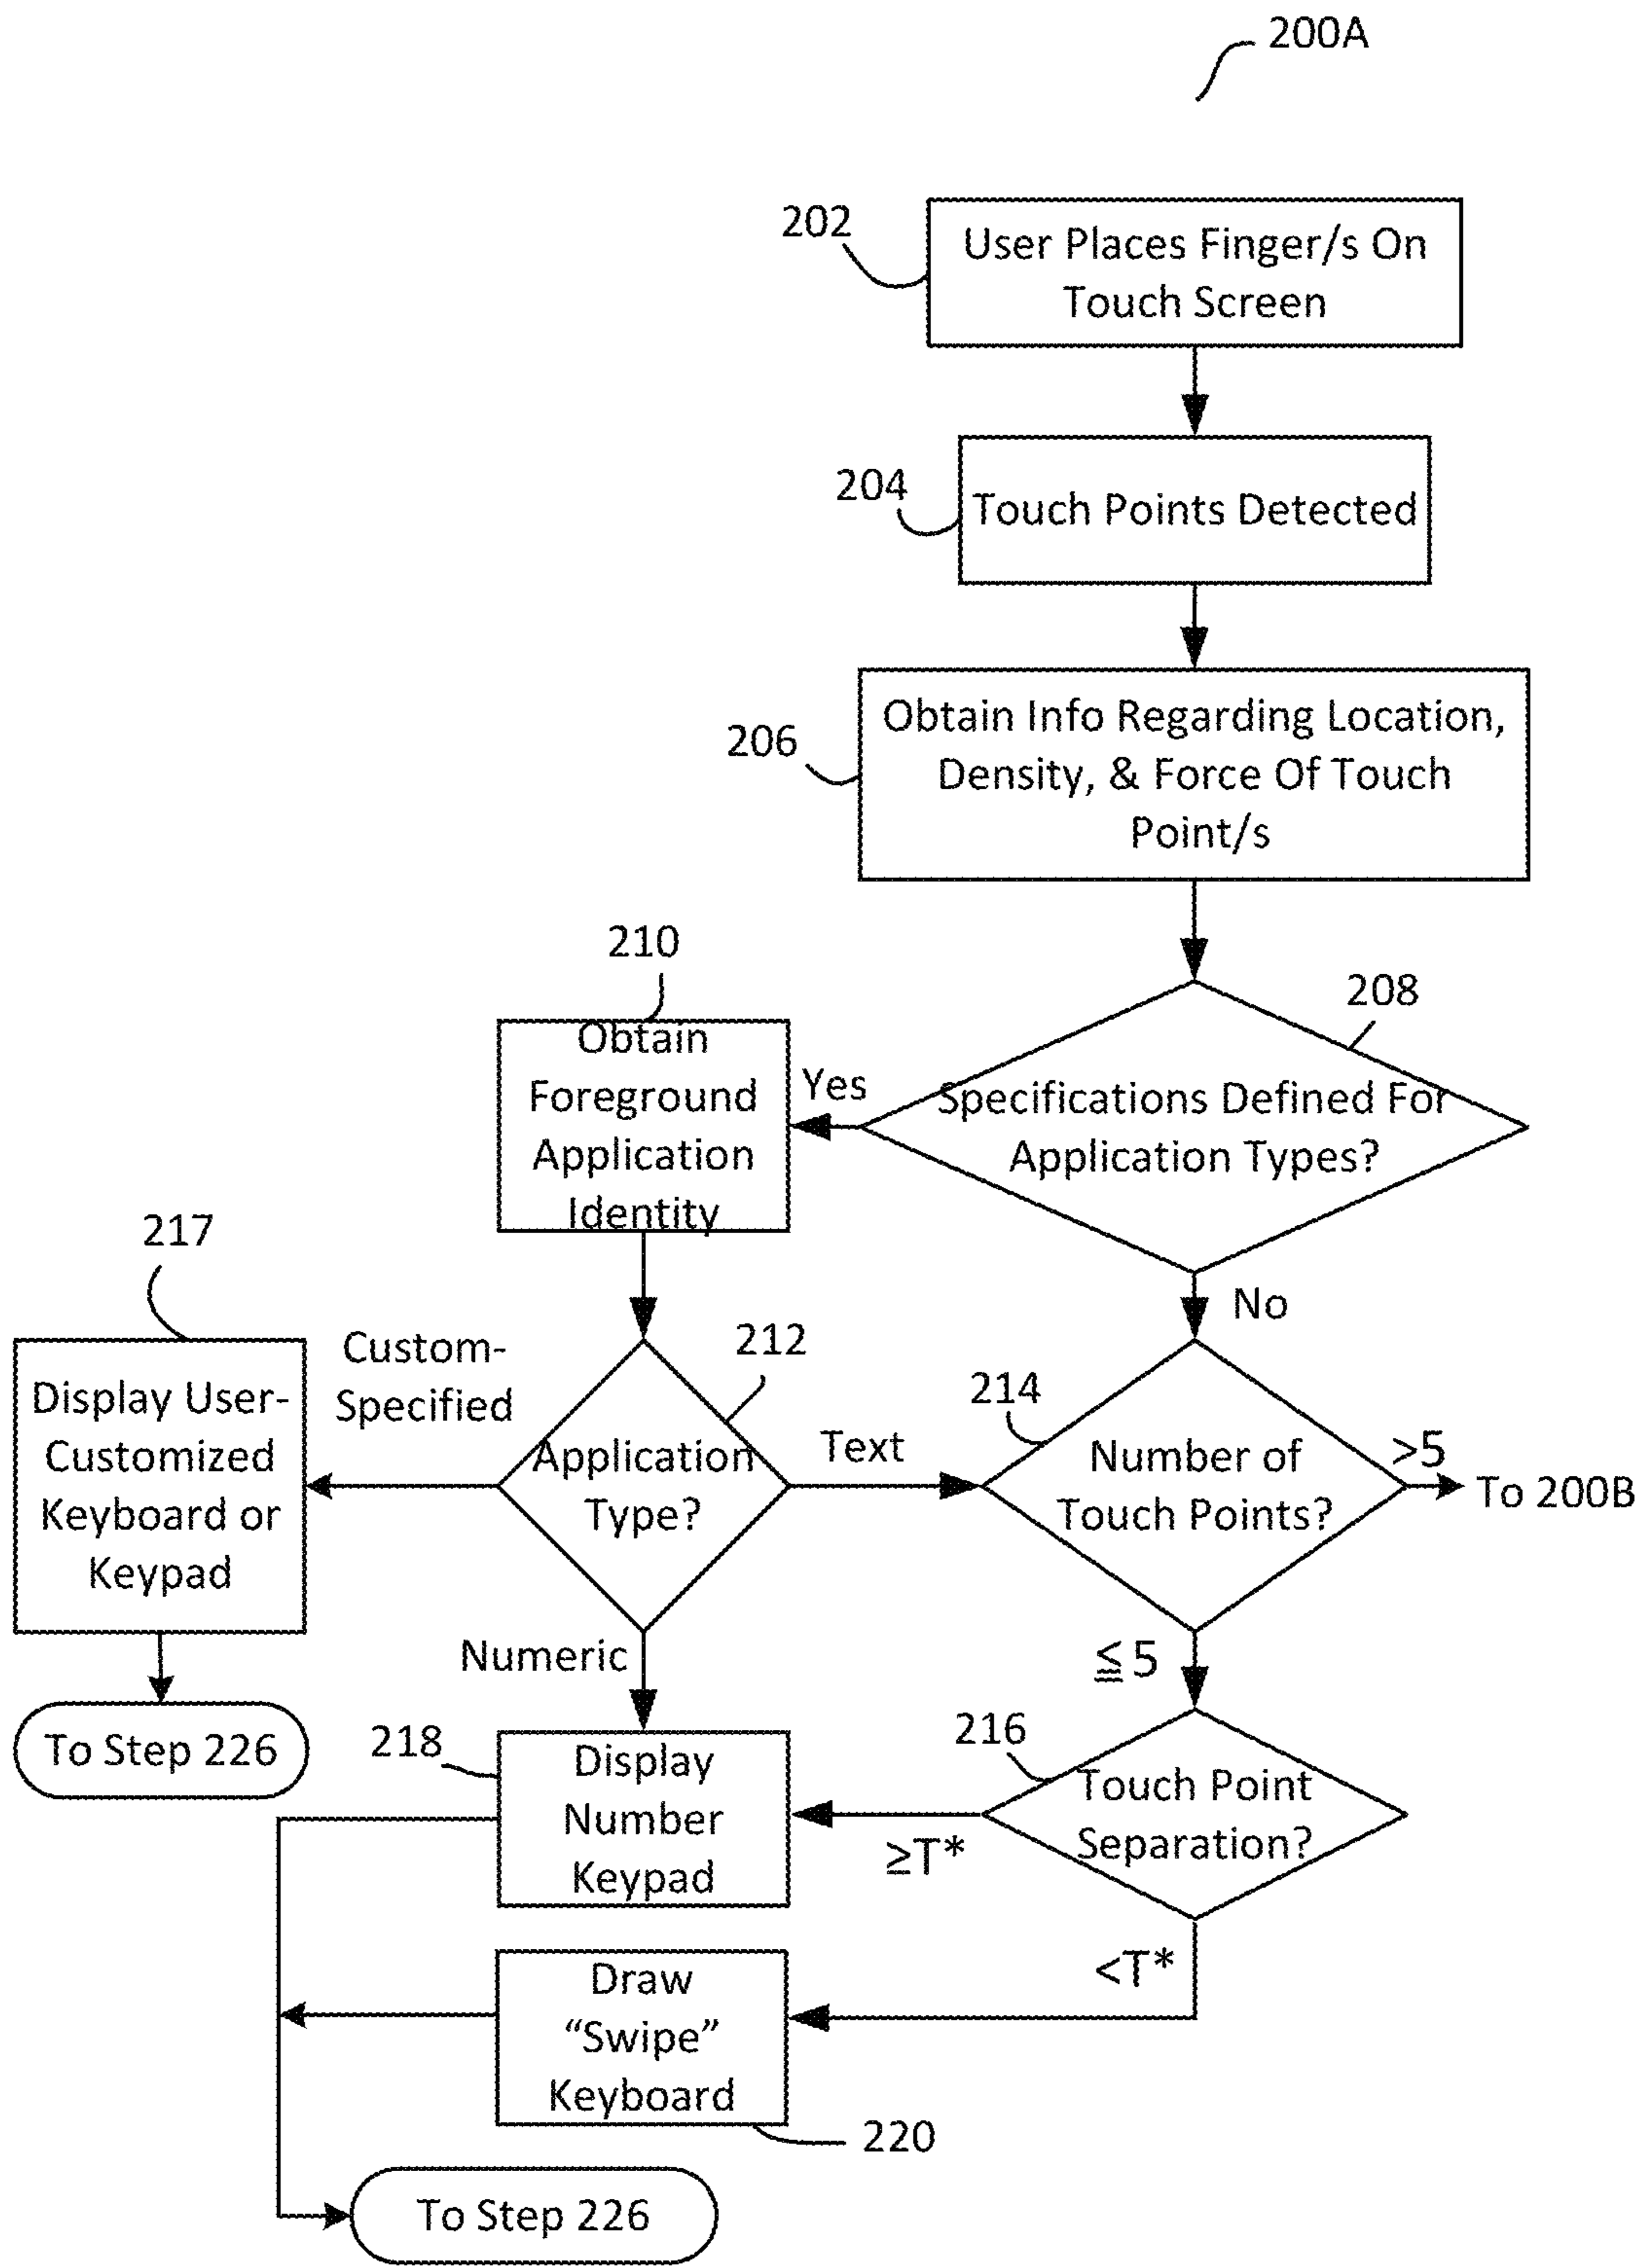 200A
202
User Places Finger/s On
Touch Screen
204
Touch Points Detected
206
Obtain Info Regarding Location,
Density, & Force Of Touch
Point/s
208
Specifications Defined For
Application Types?
Yes
No
210
Obtain
Foreground
Application
Identity
212
Application
Type?
Custom-
Specified
Text
Numeric
217
Display User-
Customized
Keyboard or
Keypad
To Step 226
214
Number of
Touch Points?
>5
To 200B
≦5
216
Touch Point
Separation?
≥T*
<T*
218
Display
Number
Keypad
Draw
“Swipe”
Keyboard
220
To Step 226